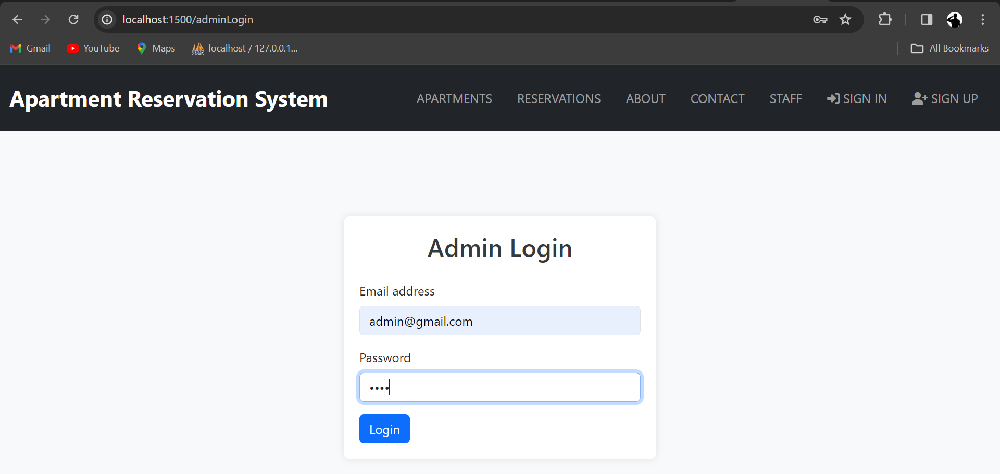 localhost:1500/adminLogin
Gmail YouTube Maps PMA localhost / 127.0.0.1... All Bookmarks
Apartment Reservation System APARTMENTS RESERVATIONS ABOUT CONTACT STAFF SIGN IN SIGN UP
Admin Login
Email address
admin@gmail.com
Password
••••
Login